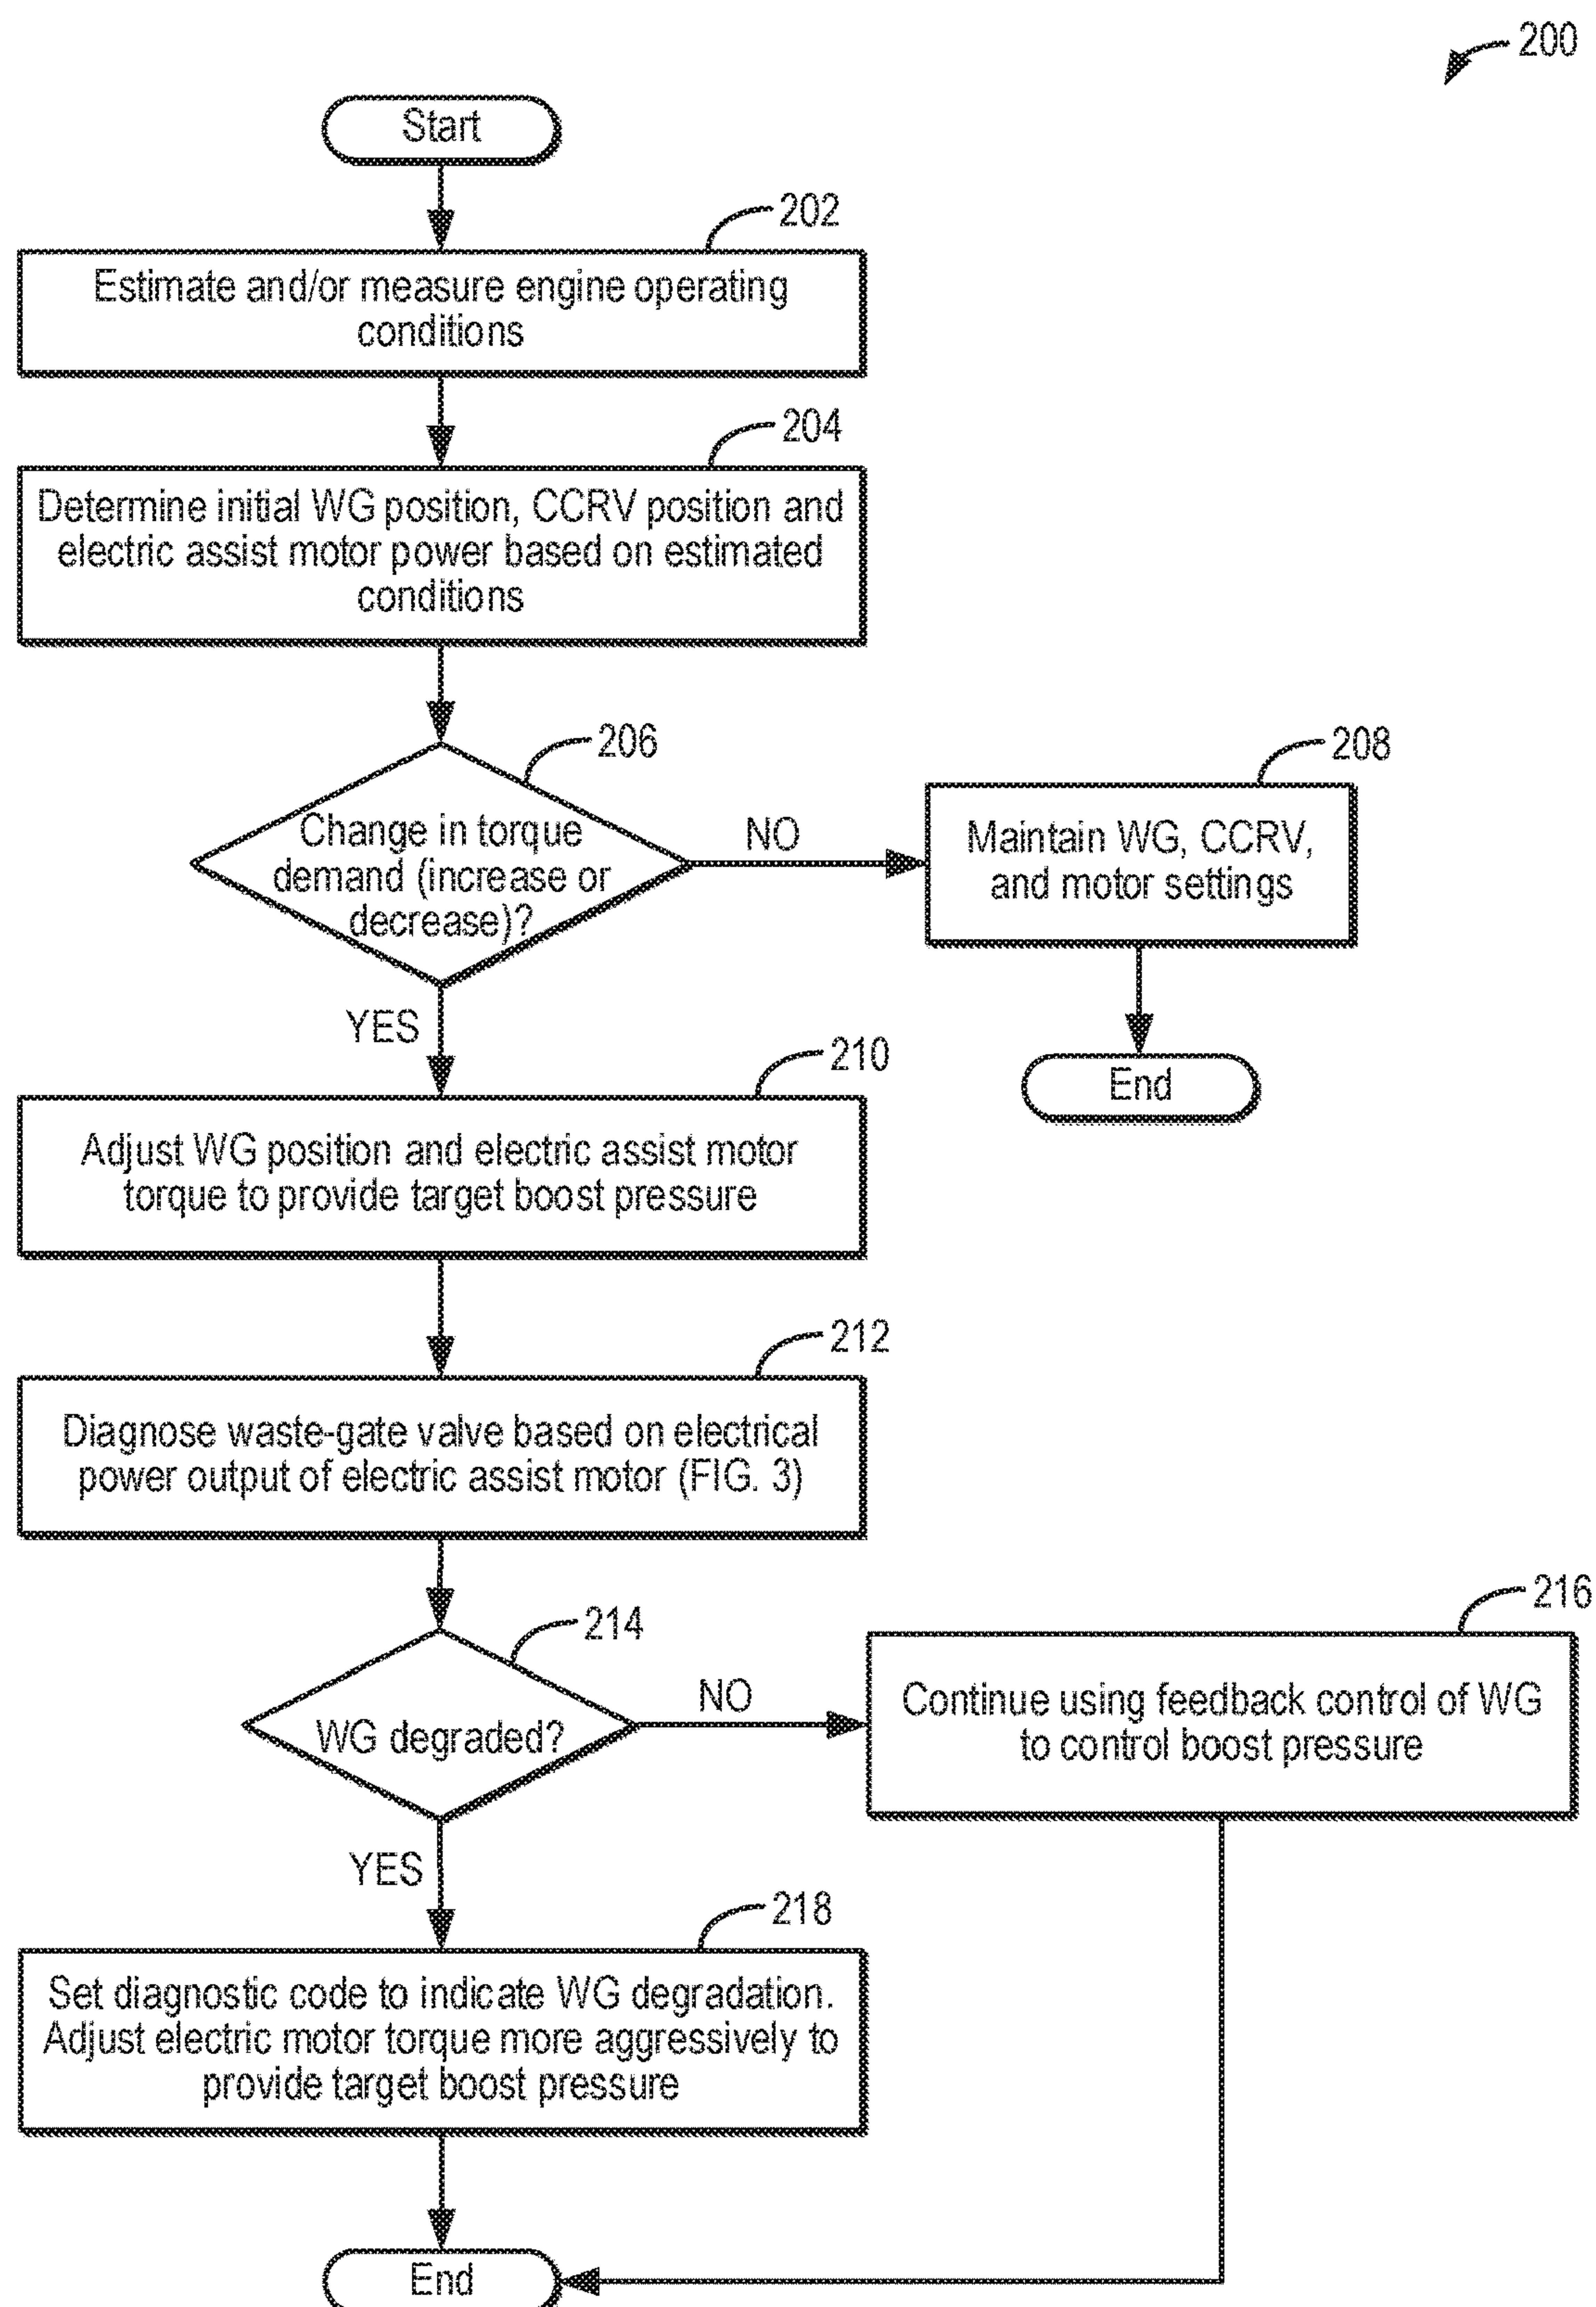 200
Start
202
Estimate and/or measure engine operating
conditions
204
Determine initial WG position, CCRV position and
electric assist motor power based on estimated
conditions
206
Change in torque
demand (increase or
decrease)?
NO
208
Maintain WG, CCRV,
and motor settings
End
YES
210
Adjust WG position and electric assist motor
torque to provide target boost pressure
212
Diagnose waste-gate valve based on electrical
power output of electric assist motor (FIG. 3)
214
WG degraded?
NO
216
Continue using feedback control of WG
to control boost pressure
YES
218
Set diagnostic code to indicate WG degradation.
Adjust electric motor torque more aggressively to
provide target boost pressure
End